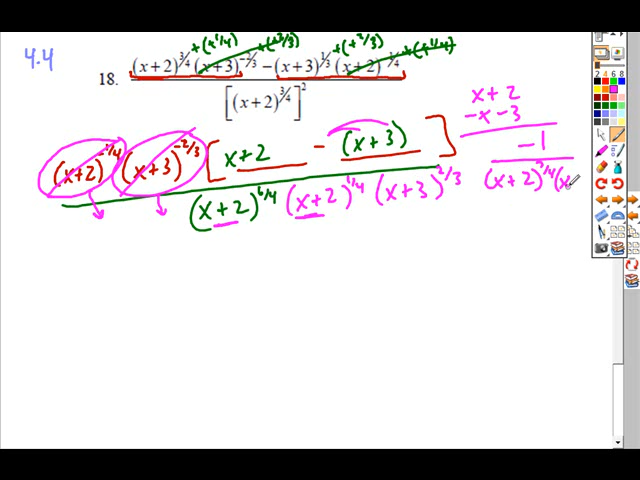 4.4
+(+1/4) +(+2/3) +(+2/3) +(+1/4)
18. (x+2)^3/4 (x+3)^-2/3 − (x+3)^1/3 (x+2)^-1/4
[(x+2)^3/4]^2
(x+2)^-1/4 (x+3)^-2/3 [ x+2 − (x+3) ]
(x+2)^6/4 (x+2)^1/4 (x+3)^2/3
x+2
-x-3
-1
(x+2)^3/4 (x